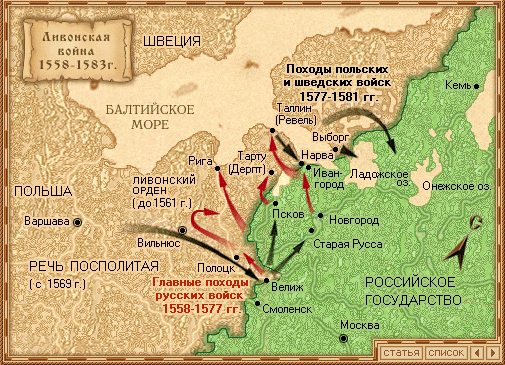 Ливонская
война
1558-1583г.
ШВЕЦИЯ
Походы польских
и шведских войск
1577-1581 гг.
Кемь
БАЛТИЙСКОЕ
МОРЕ
Таллин
(Ревель)
Выборг
Рига
Тарту
(Дерпт)
Нарва
Иван-
город
Ладожское
оз.
Онежское оз.
ЛИВОНСКИЙ
ОРДЕН
(до 1561 г.)
ПОЛЬША
Варшава
Псков
Новгород
Вильнюс
Старая Русса
РЕЧЬ ПОСПОЛИТАЯ
( с 1569 г.)
Полоцк
Главные походы
русских войск
1558-1577 гг.
Велиж
Смоленск
РОССИЙСКОЕ
ГОСУДАРСТВО
Москва
С
статья
список